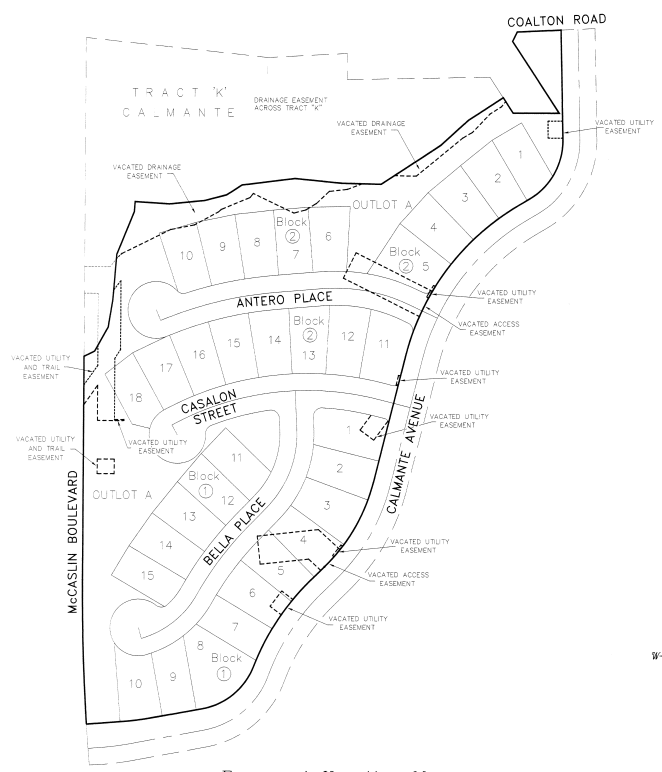 COALTON ROAD
TRACT 'K'
CALMANTE
DRAINAGE EASEMENT
ACROSS TRACT "K"
VACATED DRAINAGE
EASEMENT
VACATED UTILITY
EASEMENT
VACATED DRAINAGE
EASEMENT
OUTLOT A
1
2
3
4
5
Block
2
10
9
8
7
6
Block
2
ANTERO PLACE
VACATED UTILITY
EASEMENT
VACATED ACCESS
EASEMENT
18
17
16
15
14
13
12
11
Block
2
VACATED UTILITY
AND TRAIL
EASEMENT
VACATED UTILITY
EASEMENT
CASALON
STREET
VACATED UTILITY
EASEMENT
VACATED UTILITY
EASEMENT
VACATED UTILITY
AND TRAIL
EASEMENT
OUTLOT A
McCASLIN BOULEVARD
CALMANTE AVENUE
11
12
13
14
15
Block
1
BELLA PLACE
1
2
3
4
5
6
7
8
9
10
Block
1
VACATED UTILITY
EASEMENT
VACATED ACCESS
EASEMENT
VACATED UTILITY
EASEMENT
W-